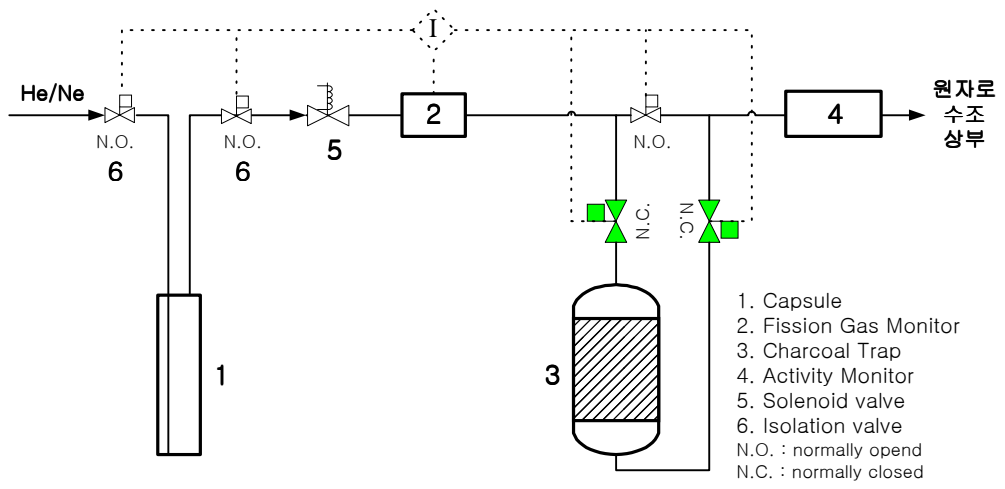 I
He/Ne
N.O.
6
N.O.
6
5
2
N.O.
4
원자로
수조
상부
N.C.
N.C.
1
3
1. Capsule
2. Fission Gas Monitor
3. Charcoal Trap
4. Activity Monitor
5. Solenoid valve
6. Isolation valve
N.O. : normally opend
N.C. : normally closed